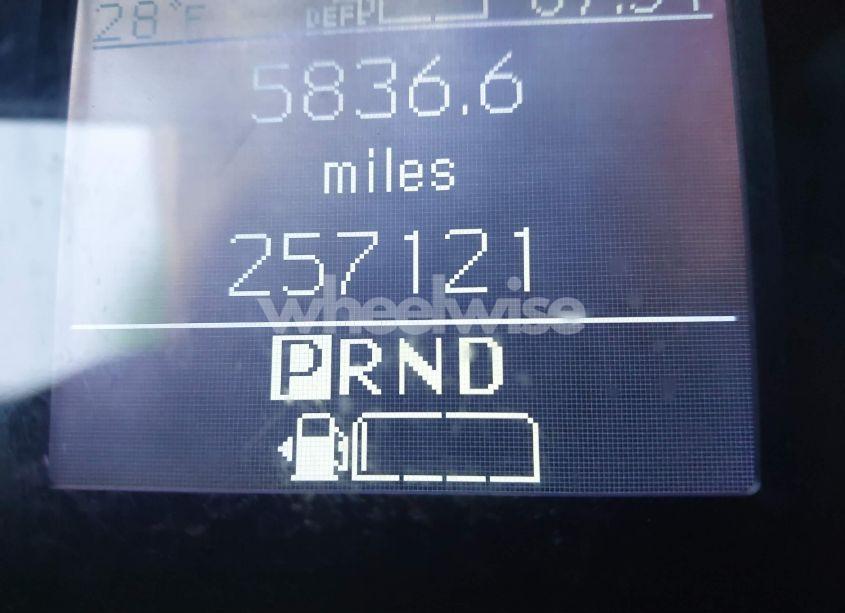 28°F DEF
5836.6
miles
257121
wheelwise
PRND